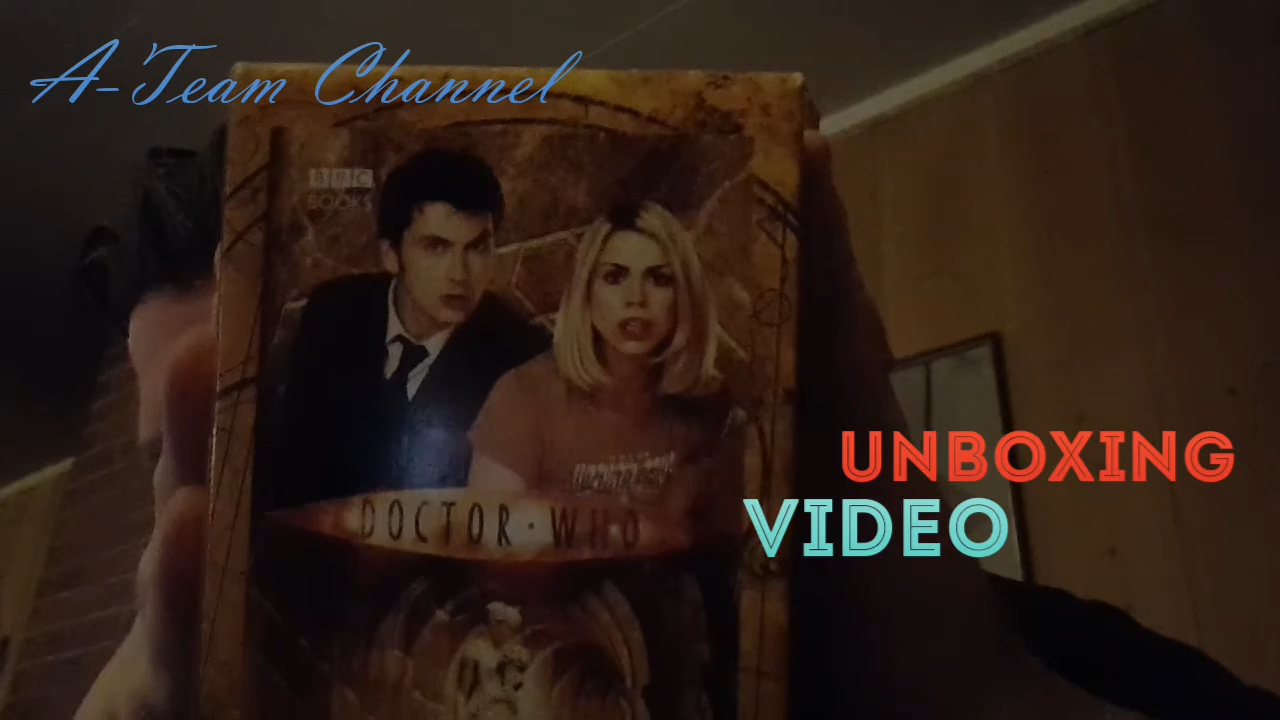 A-Team Channel
BBC
BOOKS
UNBOXING
DOCTOR · WHO
VIDEO